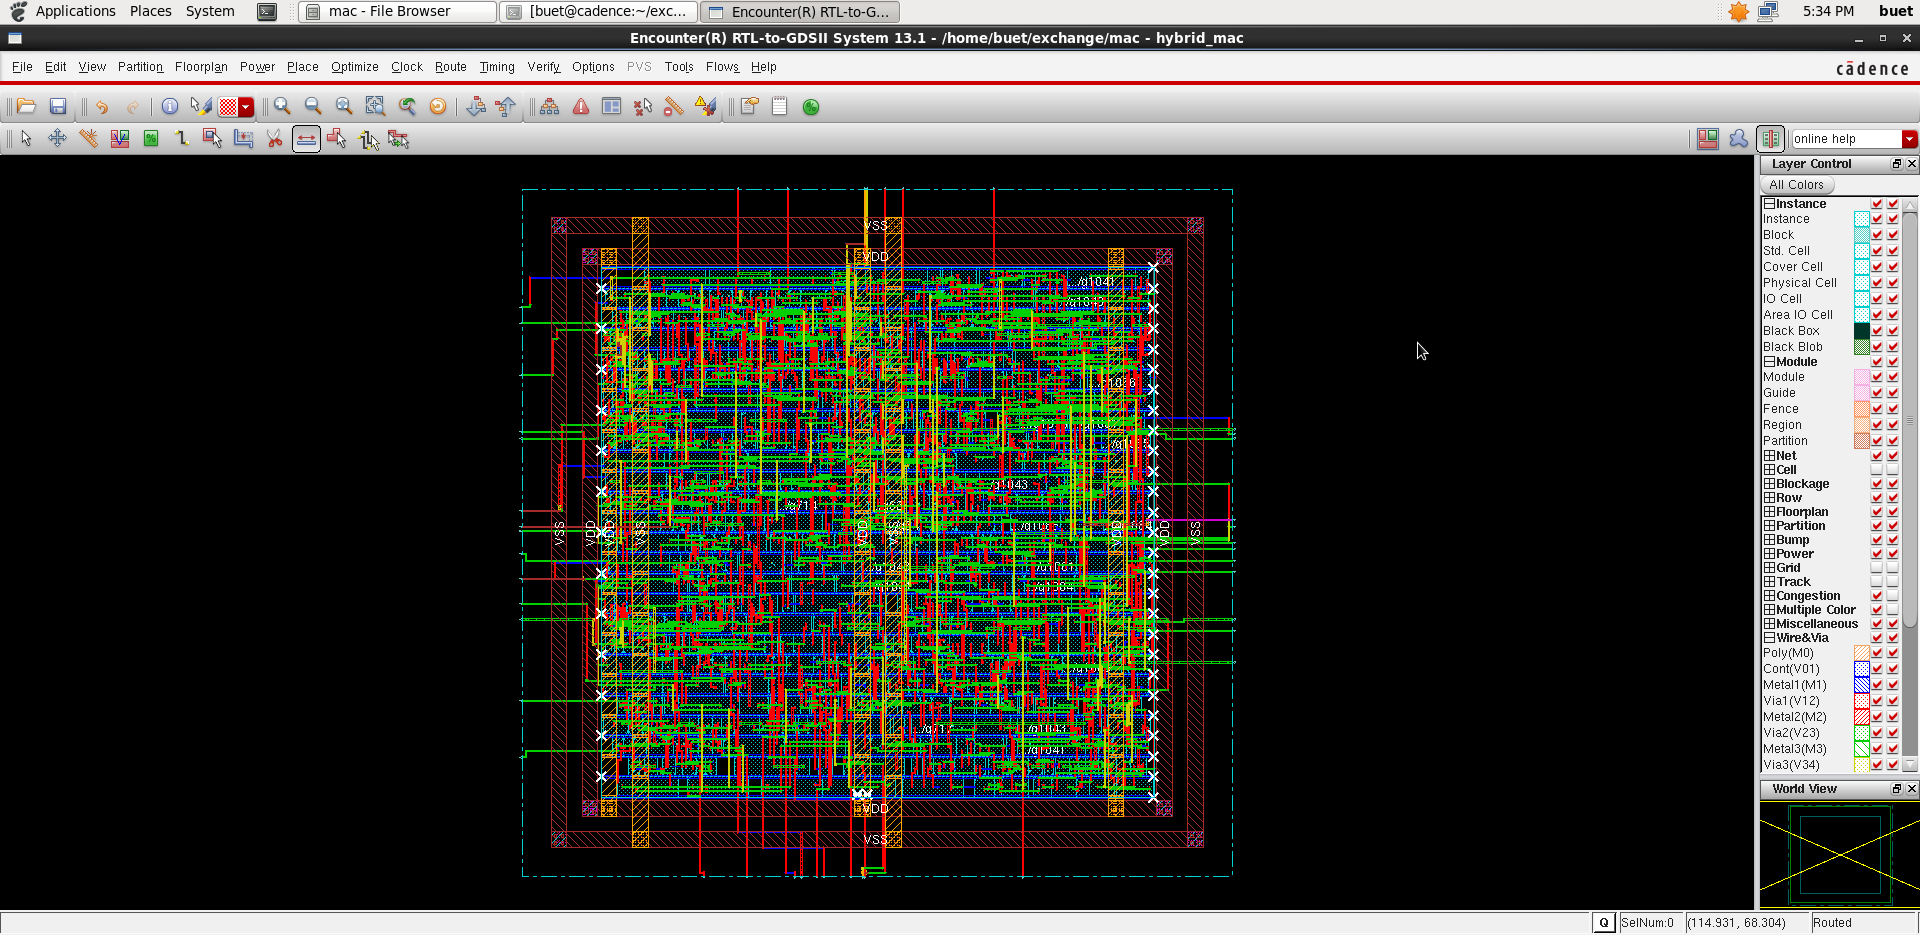 Applications Places System mac - File Browser [buet@cadence:~/exc... Encounter(R) RTL-to-G... 5:34 PM buet
Encounter(R) RTL-to-GDSII System 13.1 - /home/buet/exchange/mac - hybrid_mac
File Edit View Partition Floorplan Power Place Optimize Clock Route Timing Verify Options PVS Tools Flows Help
cādence
online help
Layer Control
All Colors
Instance
Instance
Block
Std. Cell
Cover Cell
Physical Cell
IO Cell
Area IO Cell
Black Box
Black Blob
Module
Module
Guide
Fence
Region
Partition
Net
Cell
Blockage
Row
Floorplan
Partition
Bump
Power
Grid
Track
Congestion
Multiple Color
Miscellaneous
Wire&Via
Poly(M0)
Cont(V01)
Metal1(M1)
Via1(V12)
Metal2(M2)
Via2(V23)
Metal3(M3)
Via3(V34)
World View
VSS
VDD
/g1043
VSS VDD VDD VSS VDD VSS VDD VDD VSS
VDD
VSS
Q SelNum:0 (114.931, 68.304) Routed